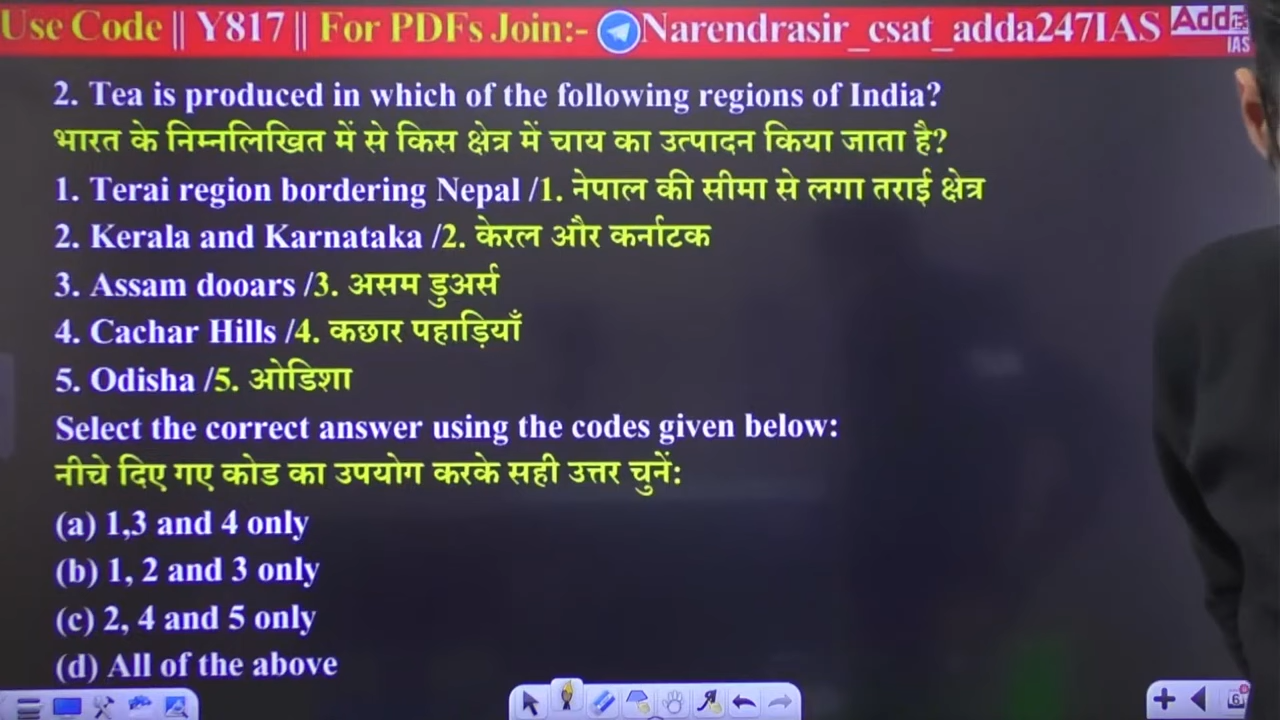 Use Code || Y817 || For PDFs Join:- Narendrasir_csat_adda247IAS
IAS
2. Tea is produced in which of the following regions of India?
भारत के निम्नलिखित में से किस क्षेत्र में चाय का उत्पादन किया जाता है?
1. Terai region bordering Nepal /1. नेपाल की सीमा से लगा तराई क्षेत्र
2. Kerala and Karnataka /2. केरल और कर्नाटक
3. Assam dooars /3. असम डुअर्स
4. Cachar Hills /4. कछार पहाड़ियाँ
5. Odisha /5. ओडिशा
Select the correct answer using the codes given below:
नीचे दिए गए कोड का उपयोग करके सही उत्तर चुनें:
(a) 1,3 and 4 only
(b) 1, 2 and 3 only
(c) 2, 4 and 5 only
(d) All of the above